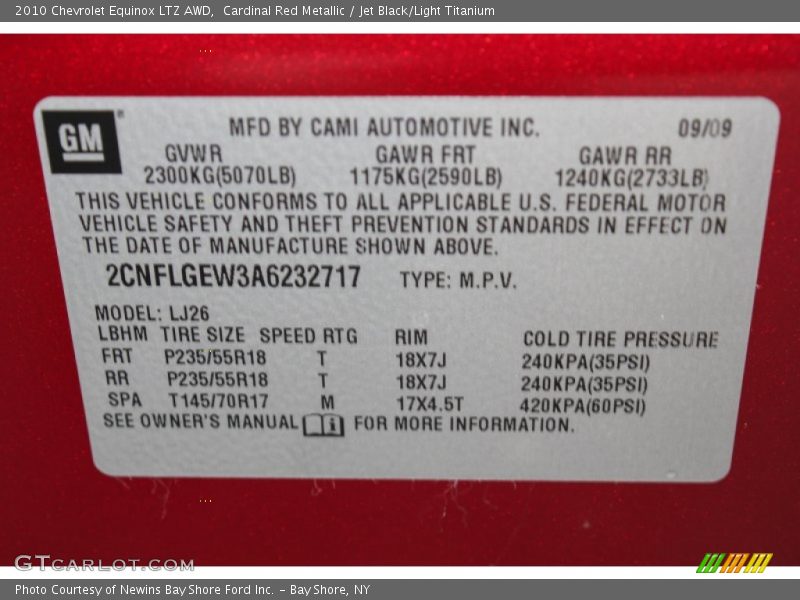 2010 Chevrolet Equinox LTZ AWD, Cardinal Red Metallic / Jet Black/Light Titanium
GM® MFD BY CAMI AUTOMOTIVE INC. 09/09
GVWR GAWR FRT GAWR RR
2300KG(5070LB) 1175KG(2590LB) 1240KG(2733LB)
THIS VEHICLE CONFORMS TO ALL APPLICABLE U.S. FEDERAL MOTOR
VEHICLE SAFETY AND THEFT PREVENTION STANDARDS IN EFFECT ON
THE DATE OF MANUFACTURE SHOWN ABOVE.
2CNFLGEW3A6232717 TYPE: M.P.V.
MODEL: LJ26
LBHM TIRE SIZE SPEED RTG RIM COLD TIRE PRESSURE
FRT P235/55R18 T 18X7J 240KPA(35PSI)
RR P235/55R18 T 18X7J 240KPA(35PSI)
SPA T145/70R17 M 17X4.5T 420KPA(60PSI)
SEE OWNER'S MANUAL i FOR MORE INFORMATION.
GTCARLOT.COM
Photo Courtesy of Newins Bay Shore Ford Inc. - Bay Shore, NY